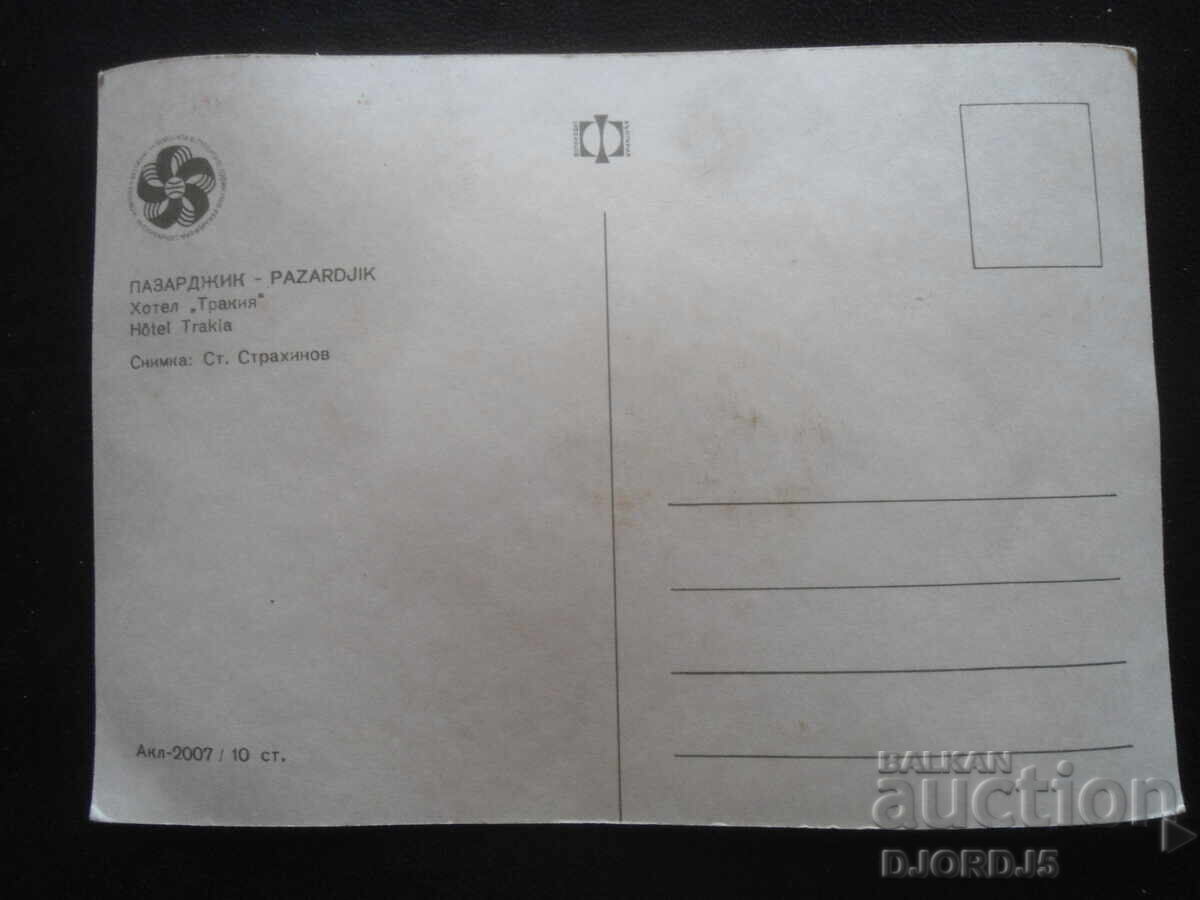 ПАЗАРДЖИК – PAZARDJIK
Хотел „Тракия“
Hôtel Trakia
Снимка: Ст. Страхинов
Акл-2007 / 10 ст.
BALKAN
auction
DJORDJ5